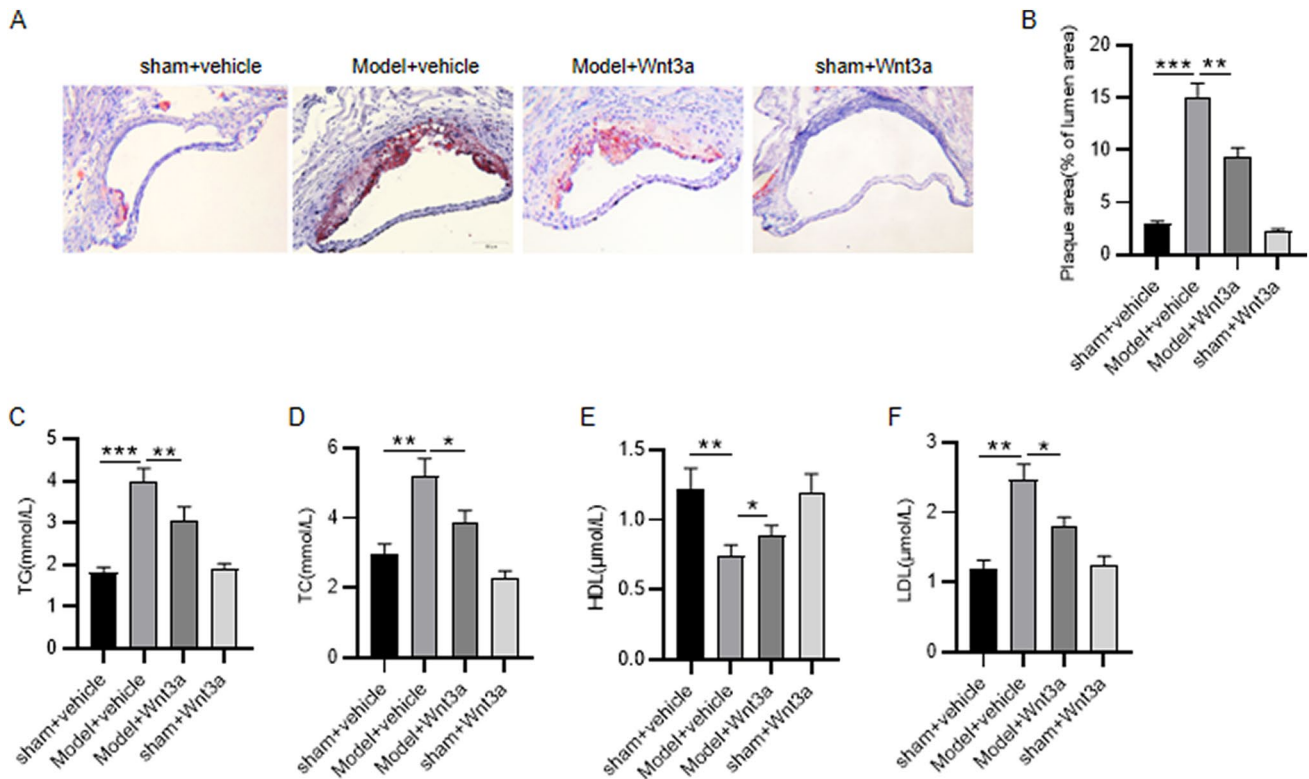 A
sham+vehicle
Model+vehicle
Model+Wnt3a
sham+Wnt3a
B
Plaque area(% of lumen area)
20
15
10
5
0
***
**
sham+vehicle
Model+vehicle
Model+Wnt3a
sham+Wnt3a
C
TG(mmol/L)
5
4
3
2
1
0
***
**
sham+vehicle
Model+vehicle
Model+Wnt3a
sham+Wnt3a
D
TC(mmol/L)
6
4
2
0
**
*
sham+vehicle
Model+vehicle
Model+Wnt3a
sham+Wnt3a
E
HDL(μmol/L)
1.5
1.0
0.5
0.0
**
*
sham+vehicle
Model+vehicle
Model+Wnt3a
sham+Wnt3a
F
LDL(μmol/L)
3
2
1
0
**
*
sham+vehicle
Model+vehicle
Model+Wnt3a
sham+Wnt3a